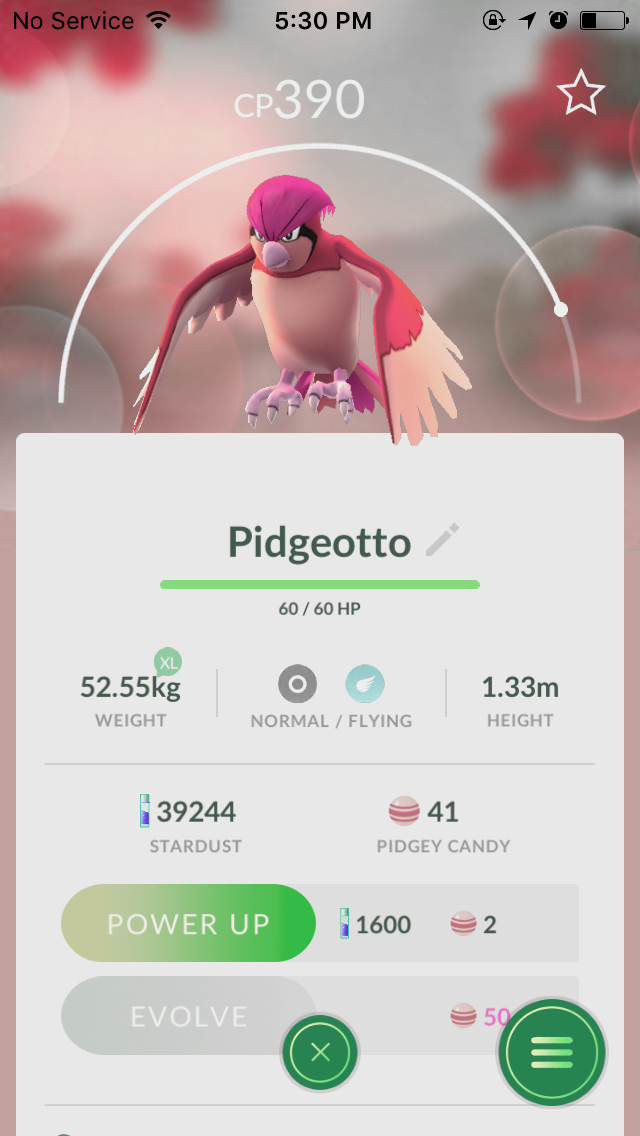 No Service 5:30 PM
CP390
Pidgeotto
60 / 60 HP
XL
52.55kg 1.33m
WEIGHT NORMAL / FLYING HEIGHT
39244 41
STARDUST PIDGEY CANDY
POWER UP 1600 2
EVOLVE 50